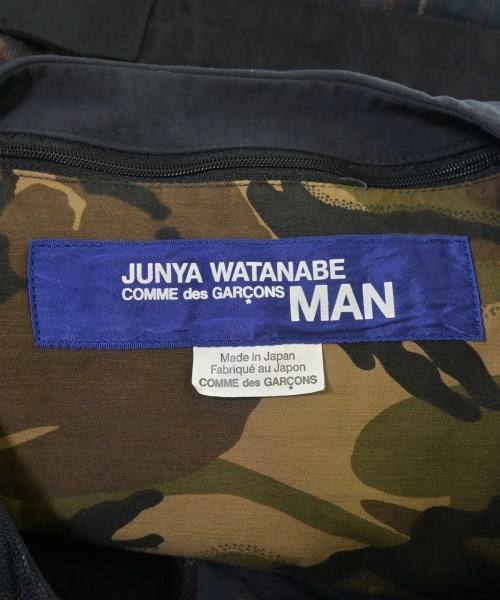 JUNYA WATANABE
COMME des GARÇONS MAN
Made in Japan
Fabriqué au Japon
COMME des GARÇONS